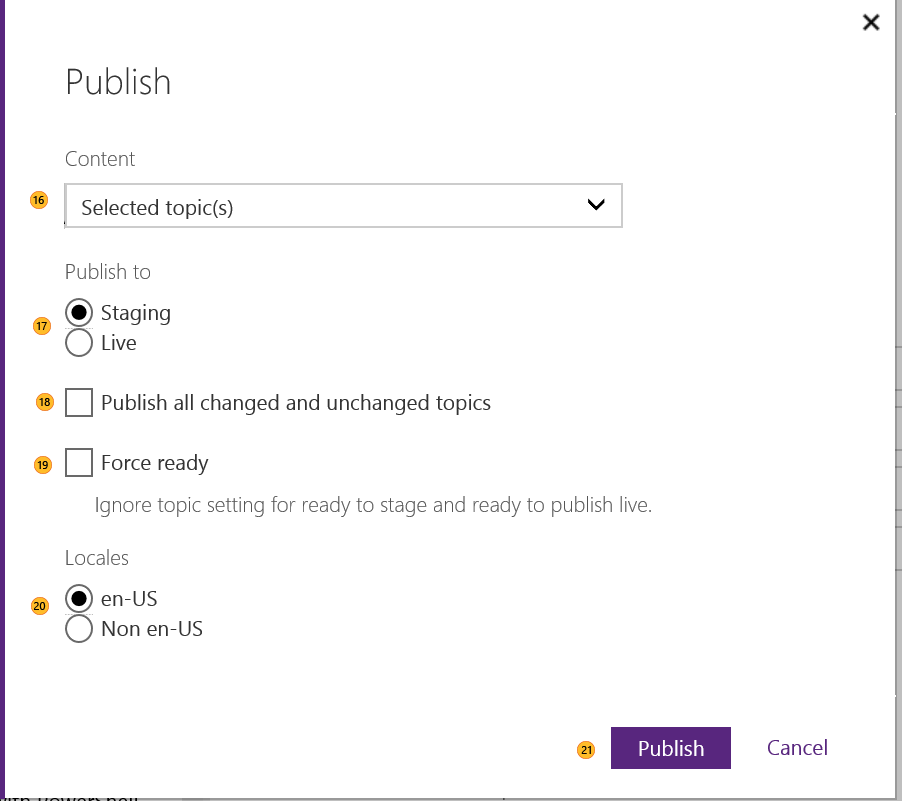 Publish
Content
16
Selected topic(s)
Publish to
17
Staging
Live
18
Publish all changed and unchanged topics
19
Force ready
Ignore topic setting for ready to stage and ready to publish live.
Locales
20
en-US
Non en-US
21
Publish
Cancel